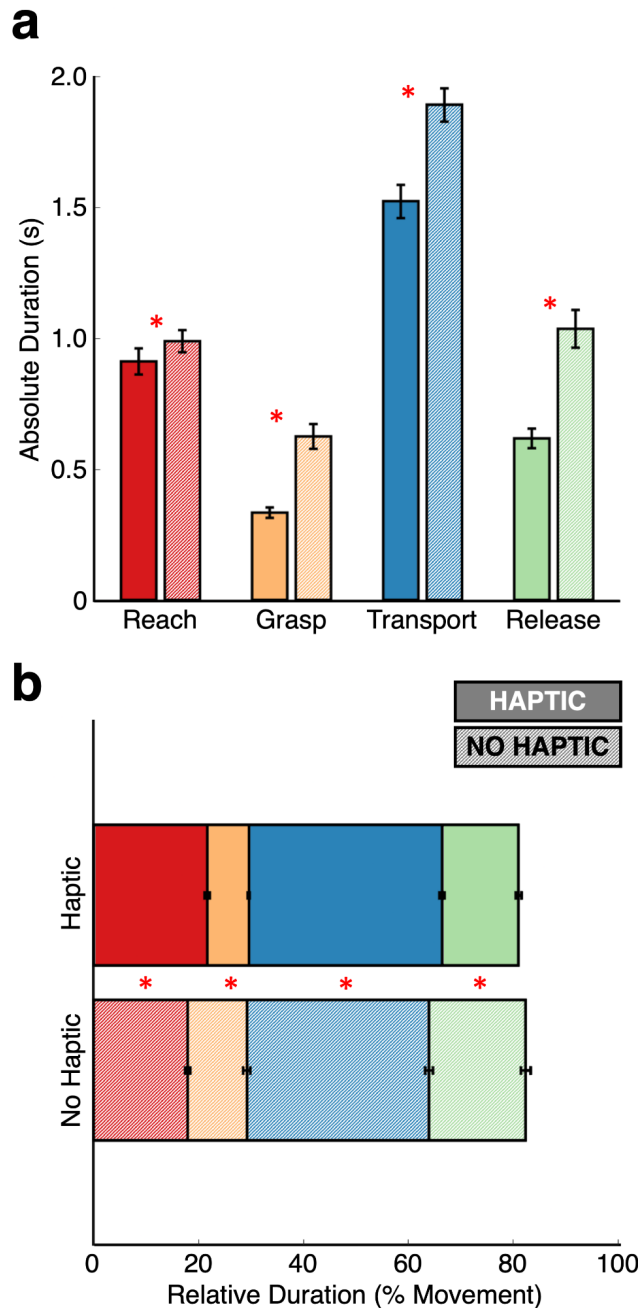 a
2.0
1.5
1.0
0.5
0
Absolute Duration (s)
*
*
*
*
Reach Grasp Transport Release
b
HAPTIC
NO HAPTIC
Haptic
* * * *
No Haptic
0 20 40 60 80 100
Relative Duration (% Movement)